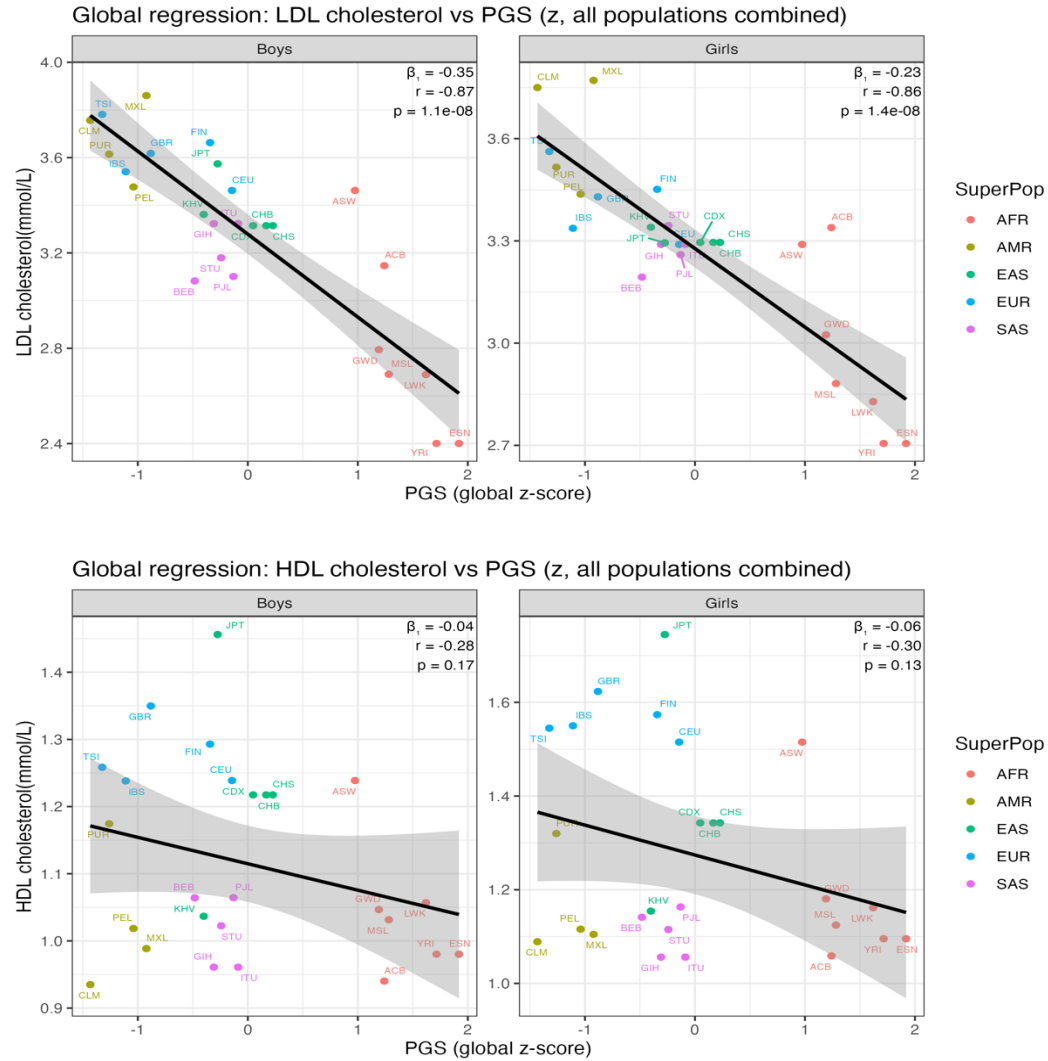 Global regression: LDL cholesterol vs PGS (z, all populations combined)
Boys
Girls
LDL cholesterol(mmol/L)
4.0
3.6
3.2
2.8
2.4
β₁ = -0.35
r = -0.87
p = 1.1e-08
TSI
MXL
CLM
PUR
GBR
IBS
PEL
FIN
JPT
CEU
KHV
ITU
CHB
GIH
CDX
CHS
STU
BEB
PJL
ASW
ACB
GWD
MSL
LWK
ESN
YRI
-1
0
1
2
3.6
3.3
3.0
2.7
β₁ = -0.23
r = -0.86
p = 1.4e-08
CLM
MXL
PUR
PEL
GBR
IBS
FIN
KHV
STU
CDX
JPT
CEU
CHS
GIH
CHB
PJL
BEB
ACB
ASW
GWD
MSL
LWK
ESN
YRI
-1
0
1
2
PGS (global z-score)
SuperPop
AFR
AMR
EAS
EUR
SAS
Global regression: HDL cholesterol vs PGS (z, all populations combined)
Boys
Girls
HDL cholesterol(mmol/L)
1.4
1.3
1.2
1.1
1.0
0.9
β₁ = -0.04
r = -0.28
p = 0.17
JPT
GBR
FIN
TSI
CEU
IBS
CDX
CHS
CHB
ASW
PUR
BEB
PJL
KHV
PEL
STU
MXL
GIH
ITU
CLM
GWD
LWK
MSL
YRI
ESN
ACB
-1
0
1
2
1.6
1.4
1.2
1.0
β₁ = -0.06
r = -0.30
p = 0.13
JPT
GBR
IBS
FIN
TSI
CEU
ASW
PUR
CDX
CHS
CHB
KHV
PJL
BEB
PEL
STU
CLM
MXL
GIH
ITU
GWD
MSL
LWK
YRI
ESN
ACB
-1
0
1
2
PGS (global z-score)
SuperPop
AFR
AMR
EAS
EUR
SAS